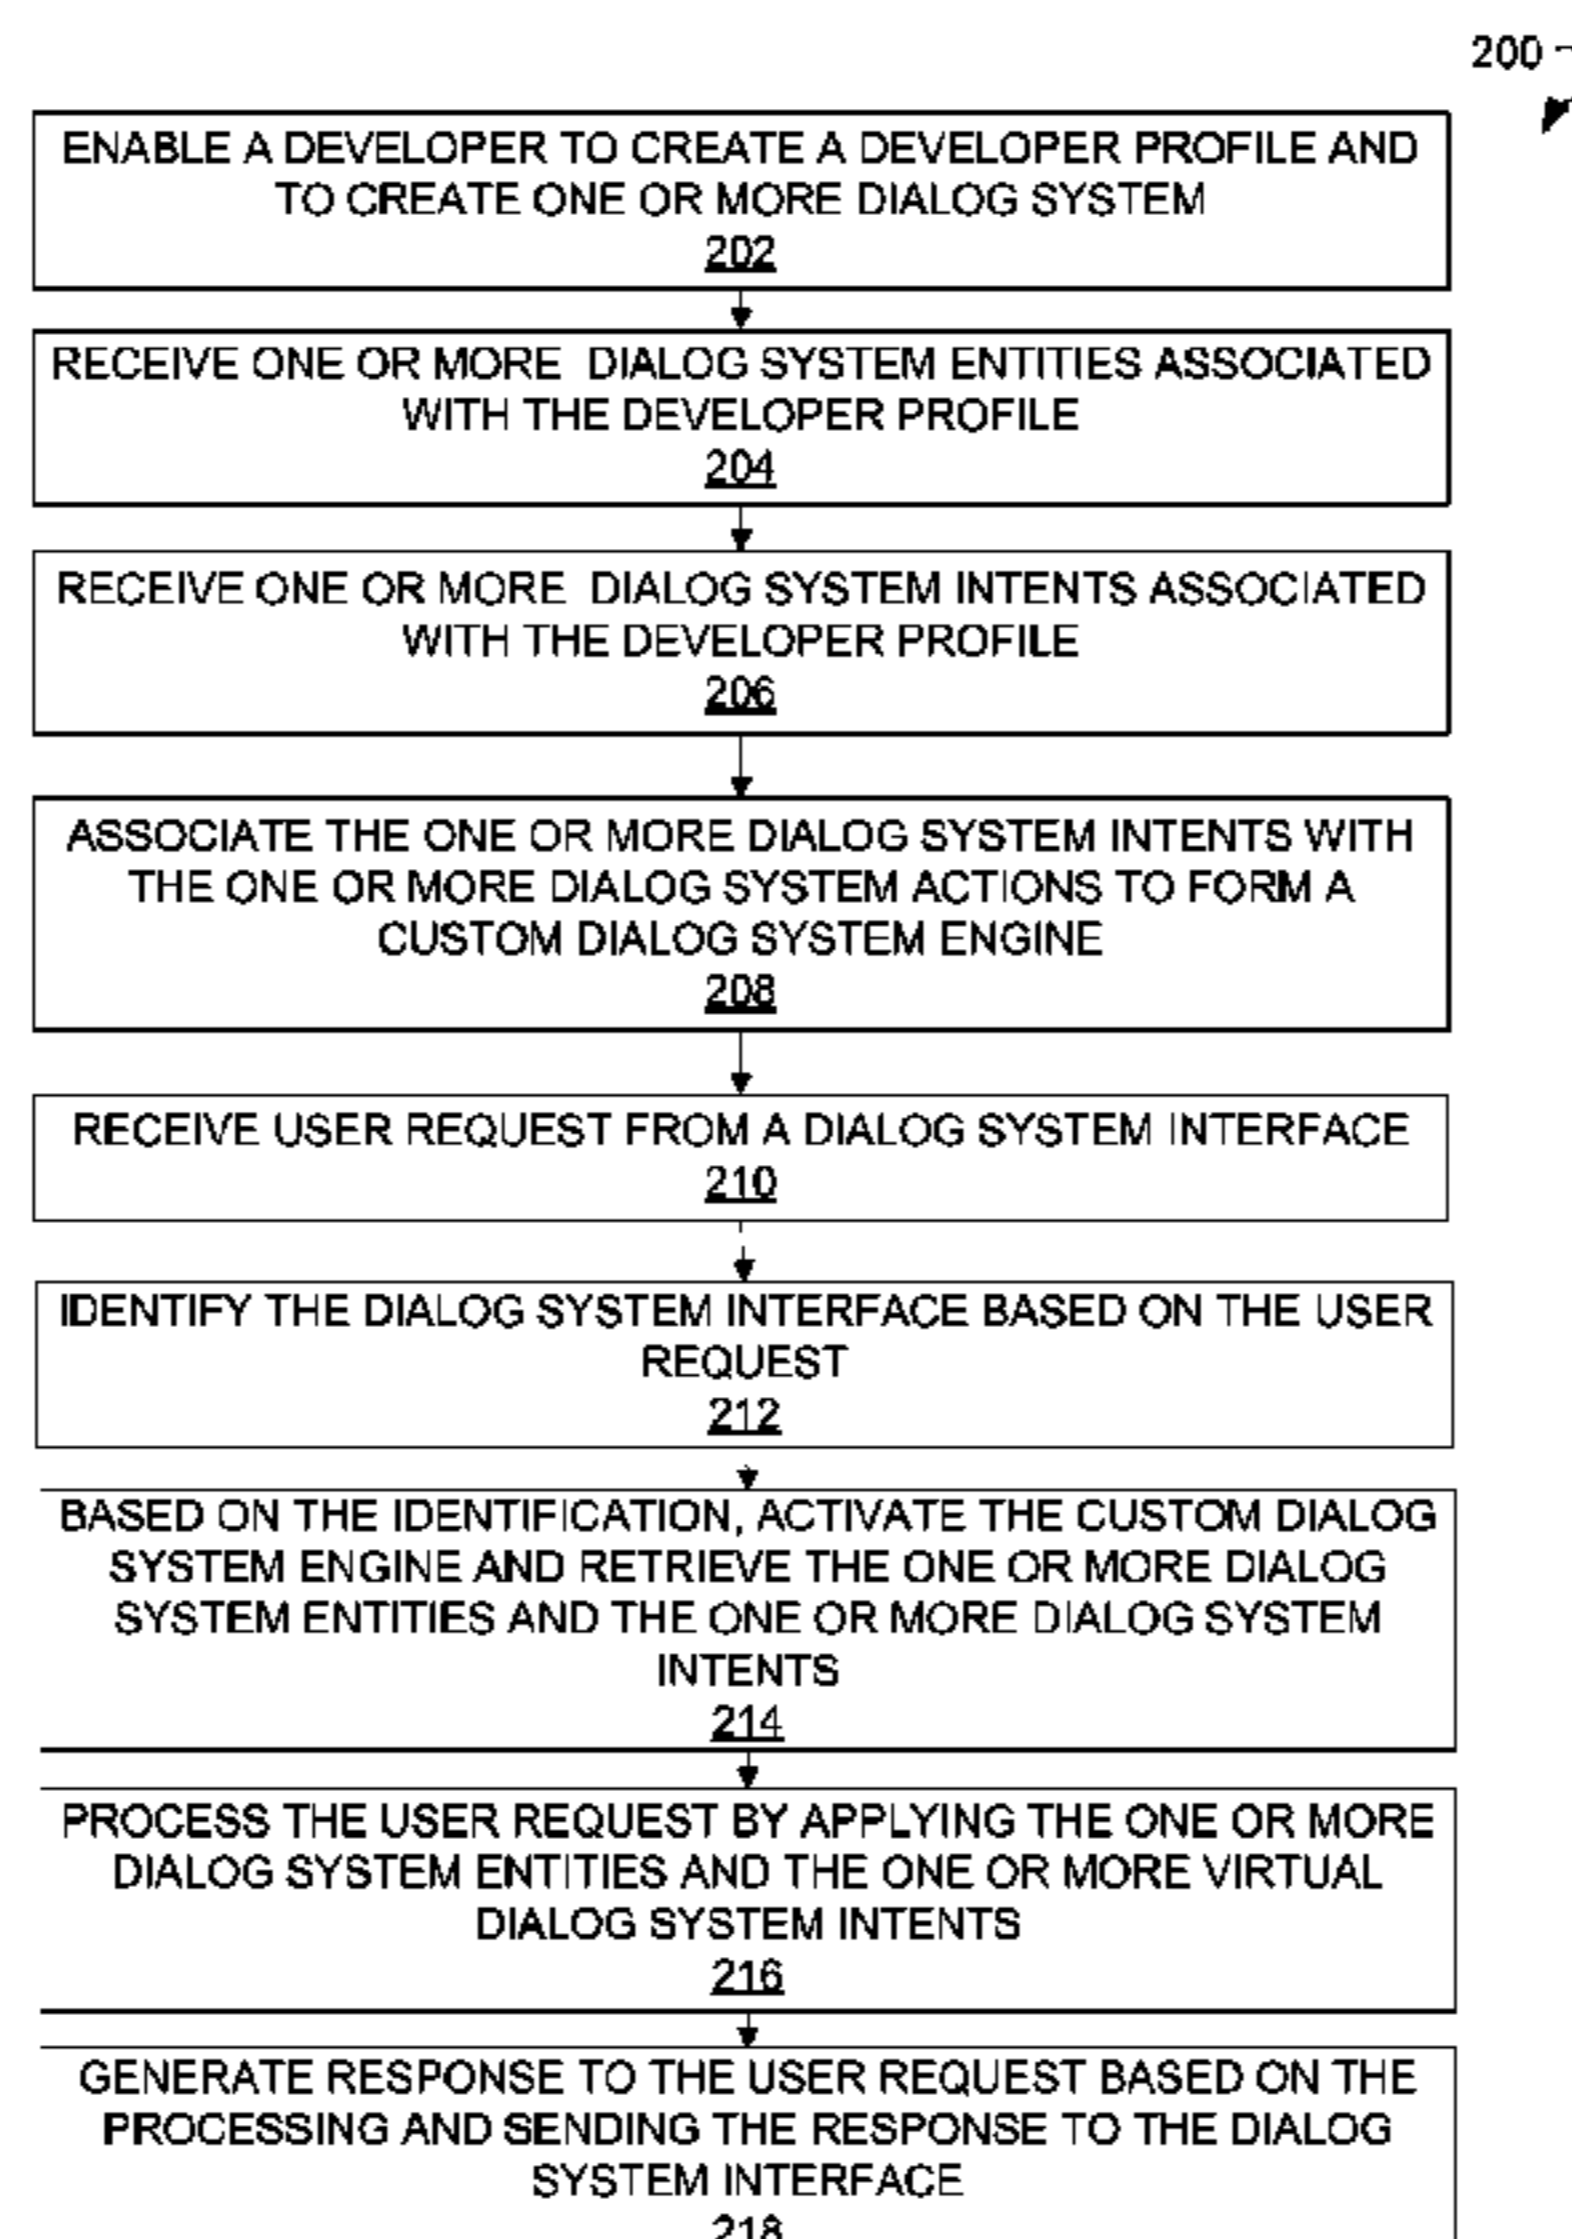 200
ENABLE A DEVELOPER TO CREATE A DEVELOPER PROFILE AND
TO CREATE ONE OR MORE DIALOG SYSTEM
202
RECEIVE ONE OR MORE DIALOG SYSTEM ENTITIES ASSOCIATED
WITH THE DEVELOPER PROFILE
204
RECEIVE ONE OR MORE DIALOG SYSTEM INTENTS ASSOCIATED
WITH THE DEVELOPER PROFILE
206
ASSOCIATE THE ONE OR MORE DIALOG SYSTEM INTENTS WITH
THE ONE OR MORE DIALOG SYSTEM ACTIONS TO FORM A
CUSTOM DIALOG SYSTEM ENGINE
208
RECEIVE USER REQUEST FROM A DIALOG SYSTEM INTERFACE
210
IDENTIFY THE DIALOG SYSTEM INTERFACE BASED ON THE USER
REQUEST
212
BASED ON THE IDENTIFICATION, ACTIVATE THE CUSTOM DIALOG
SYSTEM ENGINE AND RETRIEVE THE ONE OR MORE DIALOG
SYSTEM ENTITIES AND THE ONE OR MORE DIALOG SYSTEM
INTENTS
214
PROCESS THE USER REQUEST BY APPLYING THE ONE OR MORE
DIALOG SYSTEM ENTITIES AND THE ONE OR MORE VIRTUAL
DIALOG SYSTEM INTENTS
216
GENERATE RESPONSE TO THE USER REQUEST BASED ON THE
PROCESSING AND SENDING THE RESPONSE TO THE DIALOG
SYSTEM INTERFACE
218